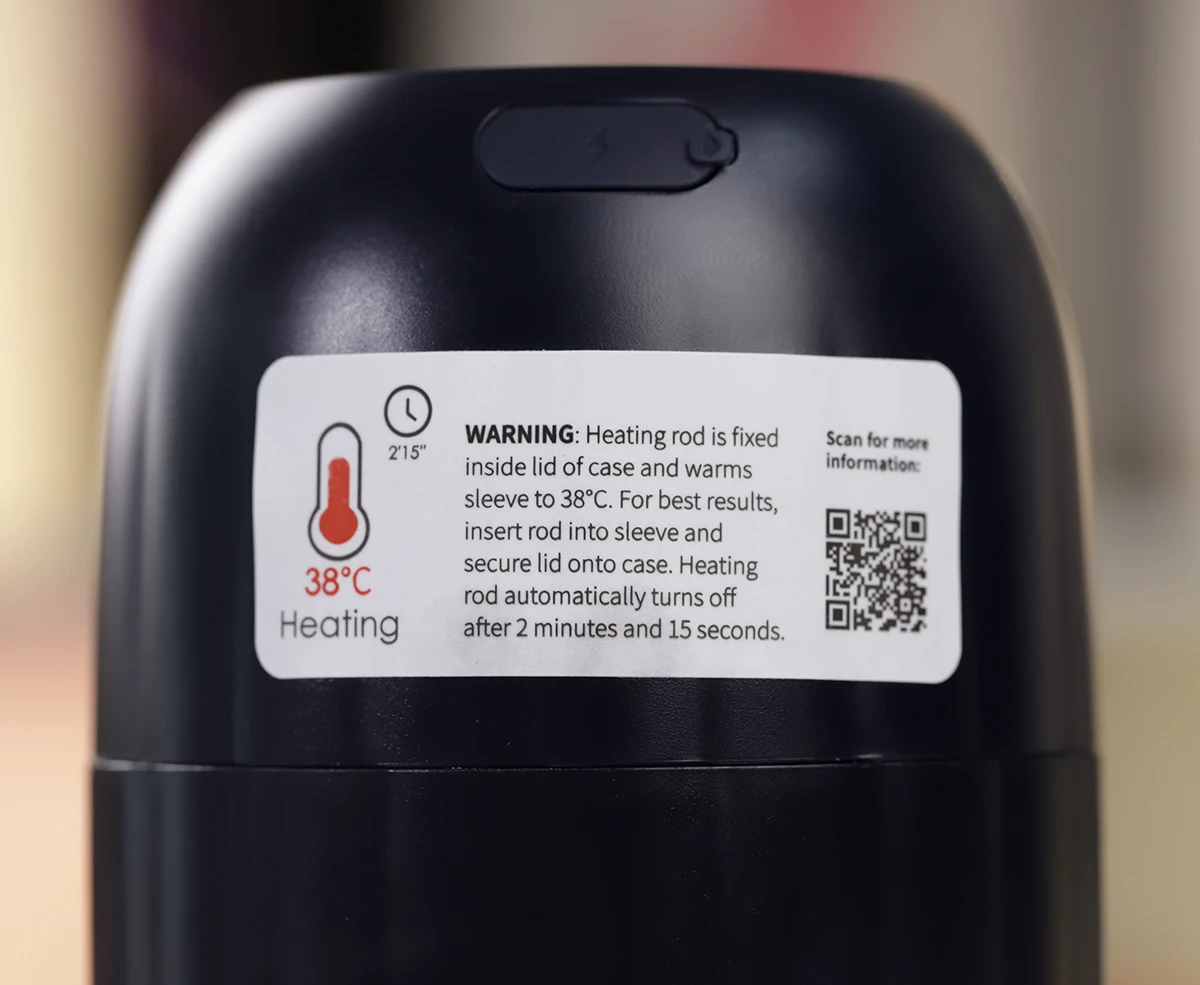 2'15"
38°C
Heating
WARNING: Heating rod is fixed
inside lid of case and warms
sleeve to 38°C. For best results,
insert rod into sleeve and
secure lid onto case. Heating
rod automatically turns off
after 2 minutes and 15 seconds.
Scan for more
information: